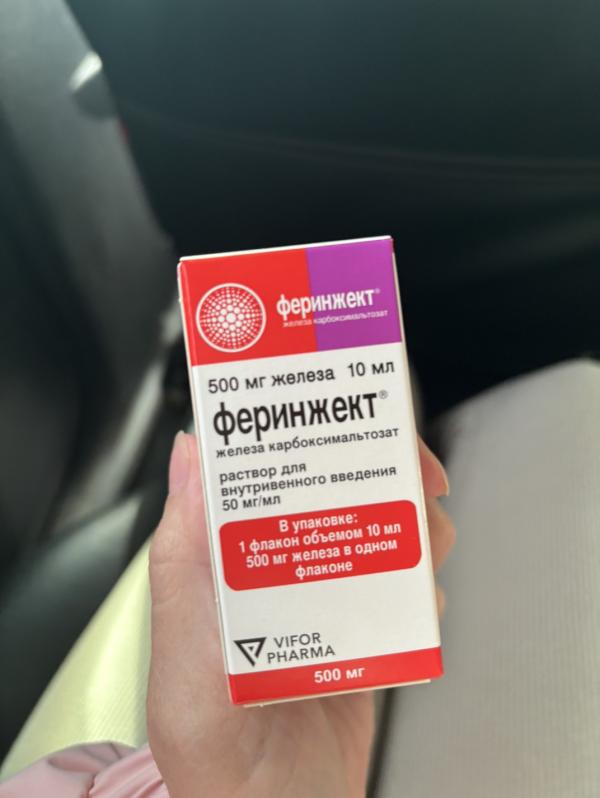 феринжект®
железа карбоксимальтозат
500 мг железа 10 мл
феринжект®
железа карбоксимальтозат
раствор для
внутривенного введения
50 мг/мл
В упаковке:
1 флакон объемом 10 мл
500 мг железа в одном
флаконе
VIFOR
PHARMA
500 мг